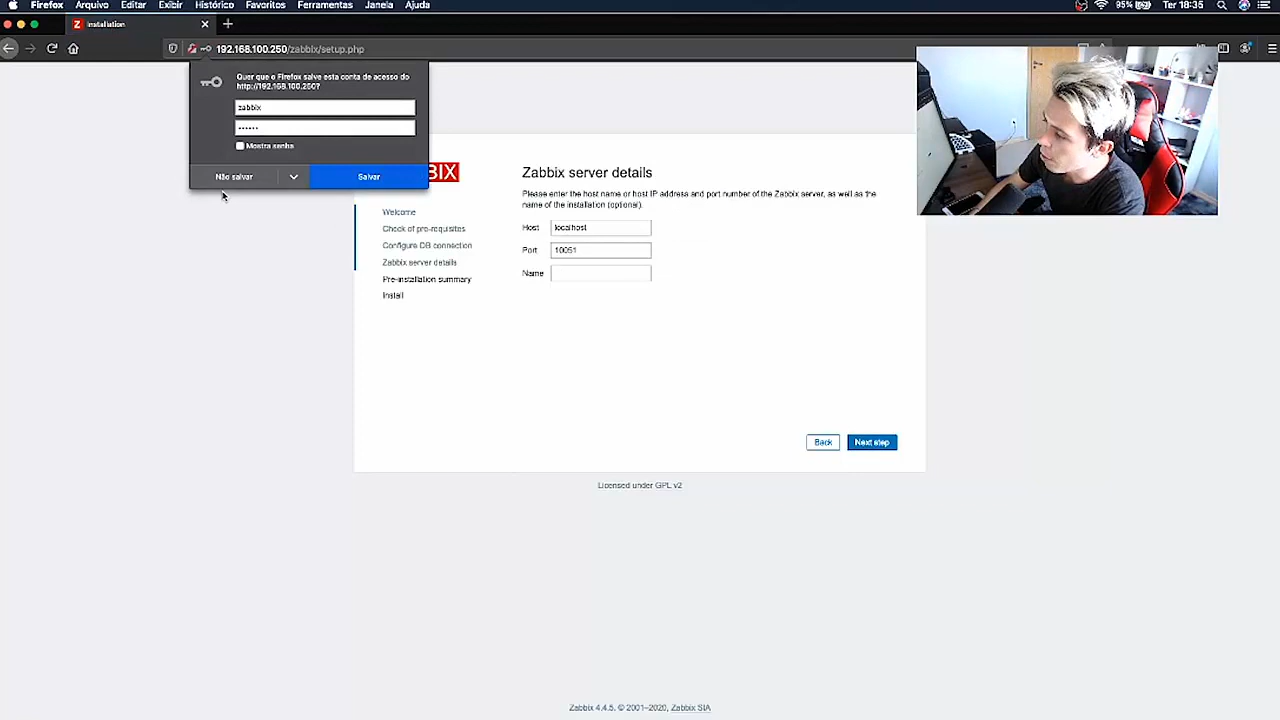 Firefox Arquivo Editar Exibir Histórico Favoritos Ferramentas Janela Ajuda 95% Ter 18:35
Z Installation
192.168.100.250/zabbix/setup.php
Quer que o Firefox salve esta conta de acesso do
http://192.168.100.250?
zabbix
••••••
Mostra senha
Não salvar
Salvar
BIX
Welcome
Check of pre-requisites
Configure DB connection
Zabbix server details
Pre-installation summary
Install
Zabbix server details
Please enter the host name or host IP address and port number of the Zabbix server, as well as the
name of the installation (optional).
Host localhost
Port 10051
Name
Back Next step
Licensed under GPL v2
Zabbix 4.4.5. © 2001–2020, Zabbix SIA